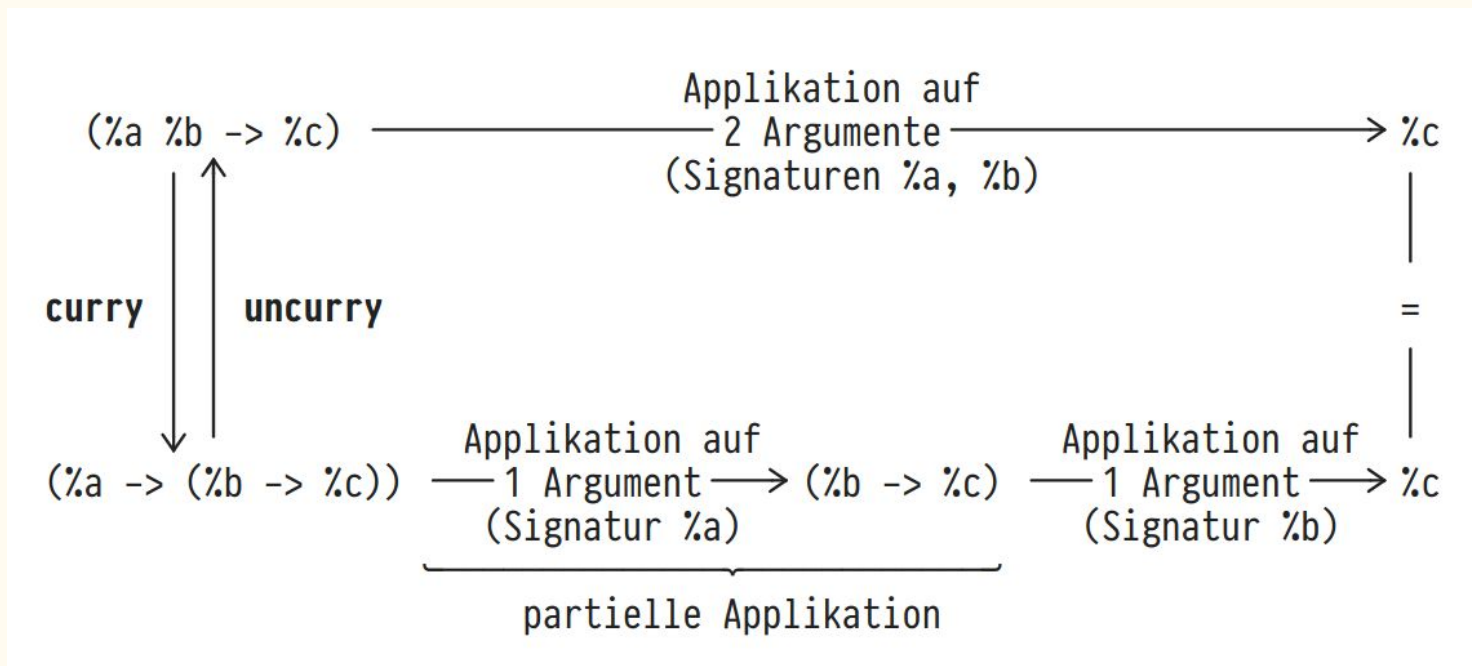 Applikation auf
(%a %b -> %c) 2 Argumente %c
(Signaturen %a, %b)
curry uncurry =
Applikation auf Applikation auf
(%a -> (%b -> %c)) 1 Argument (%b -> %c) 1 Argument %c
(Signatur %a) (Signatur %b)
partielle Applikation